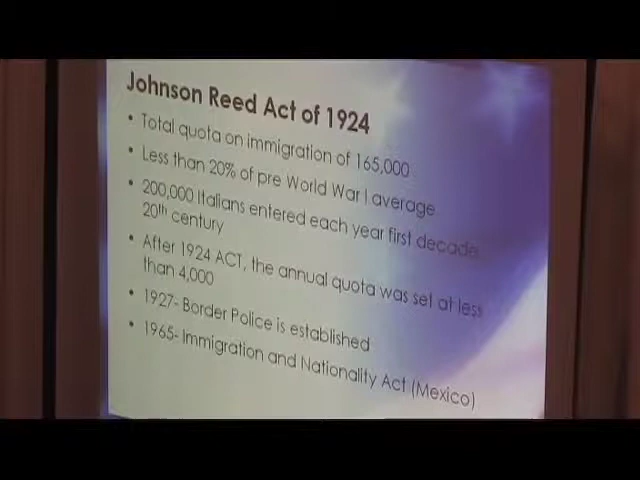 Johnson Reed Act of 1924
• Total quota on immigration of 165,000
• Less than 20% of pre World War I average
• 200,000 Italians entered each year first decade
20th century
• After 1924 ACT, the annual quota was set at less
than 4,000
• 1927- Border Police is established
• 1965- Immigration and Nationality Act (Mexico)